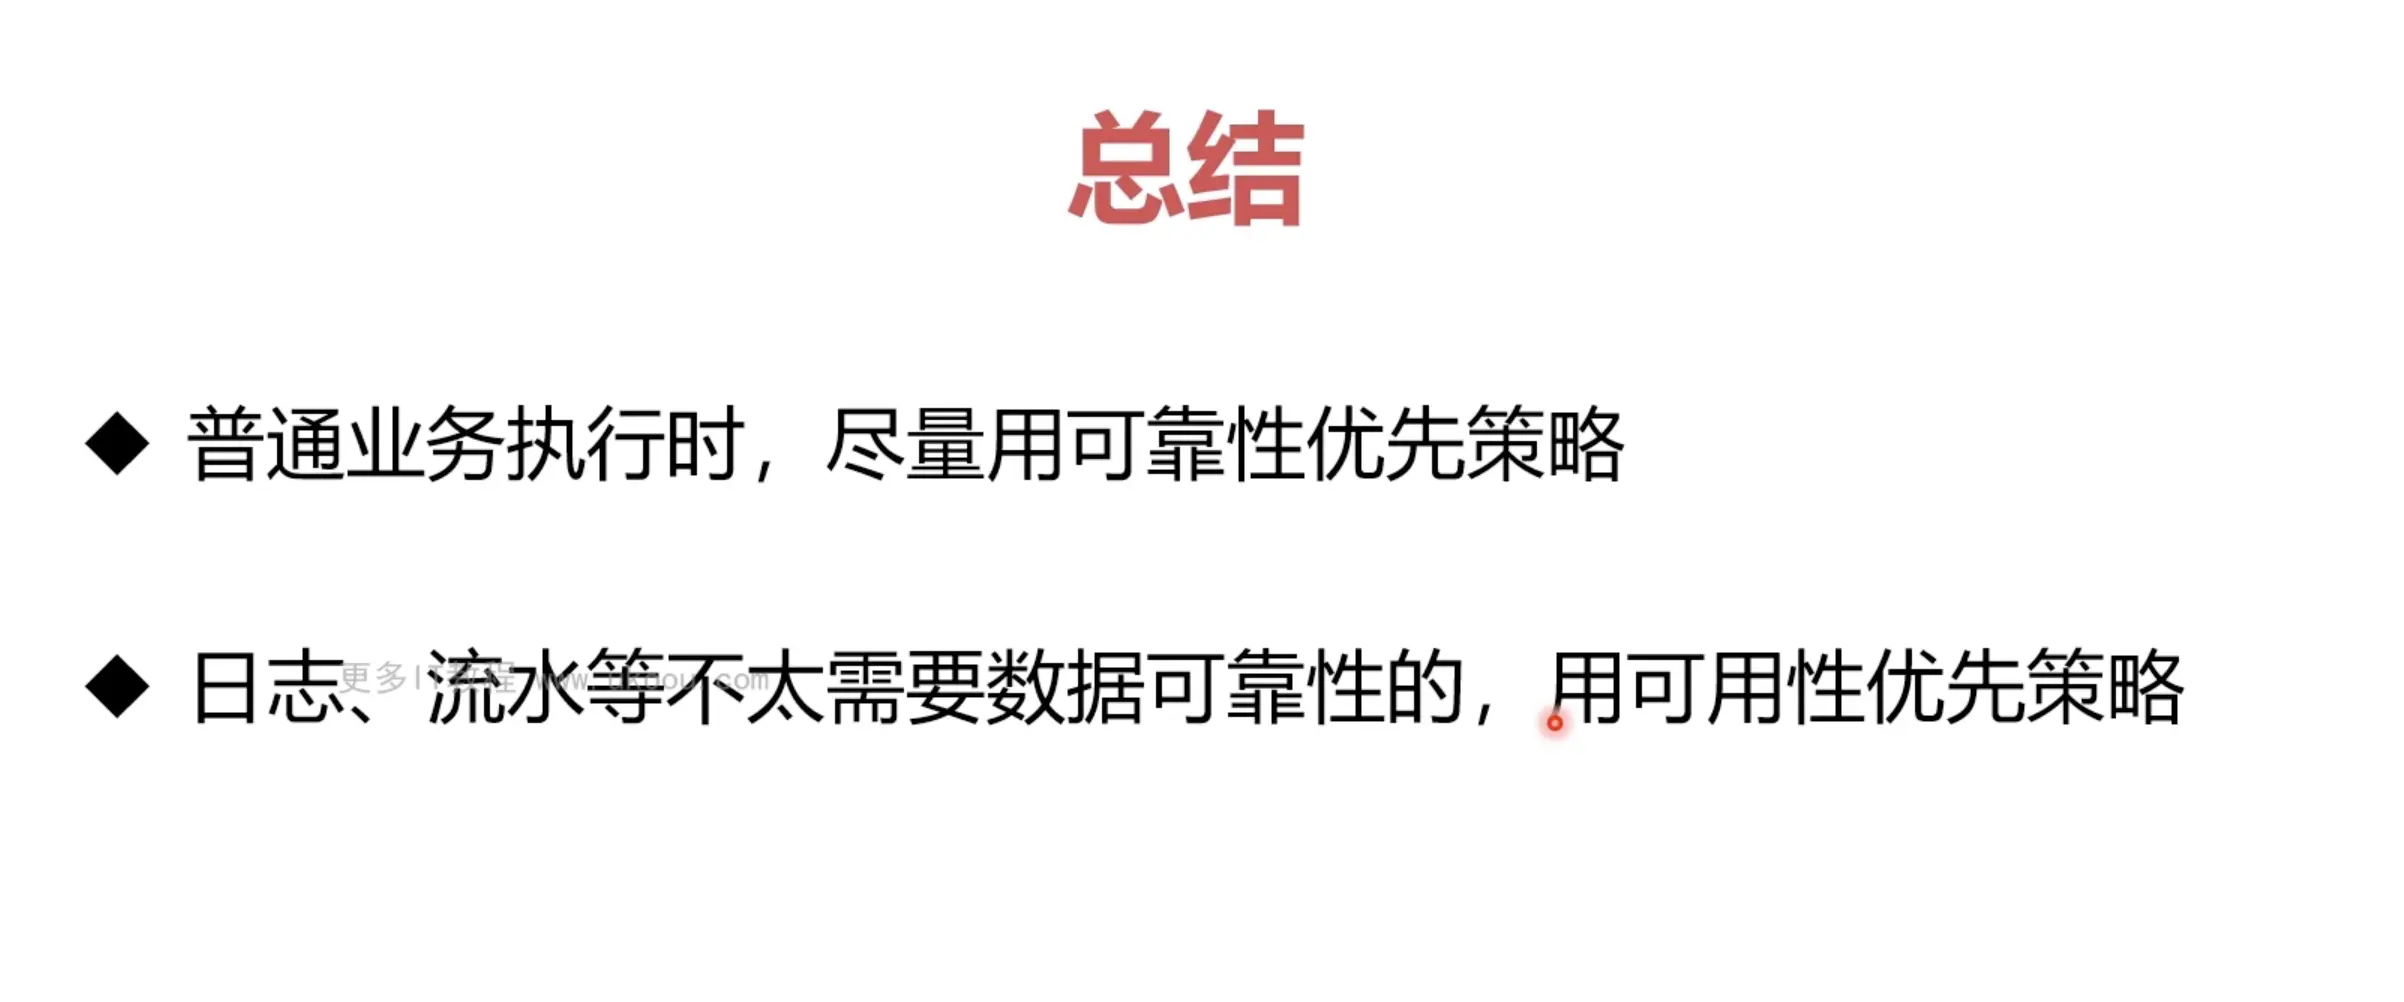 总结
◆ 普通业务执行时，尽量用可靠性优先策略
◆ 日志、流水等不太需要数据可靠性的，用可用性优先策略
更多IT教程 www.